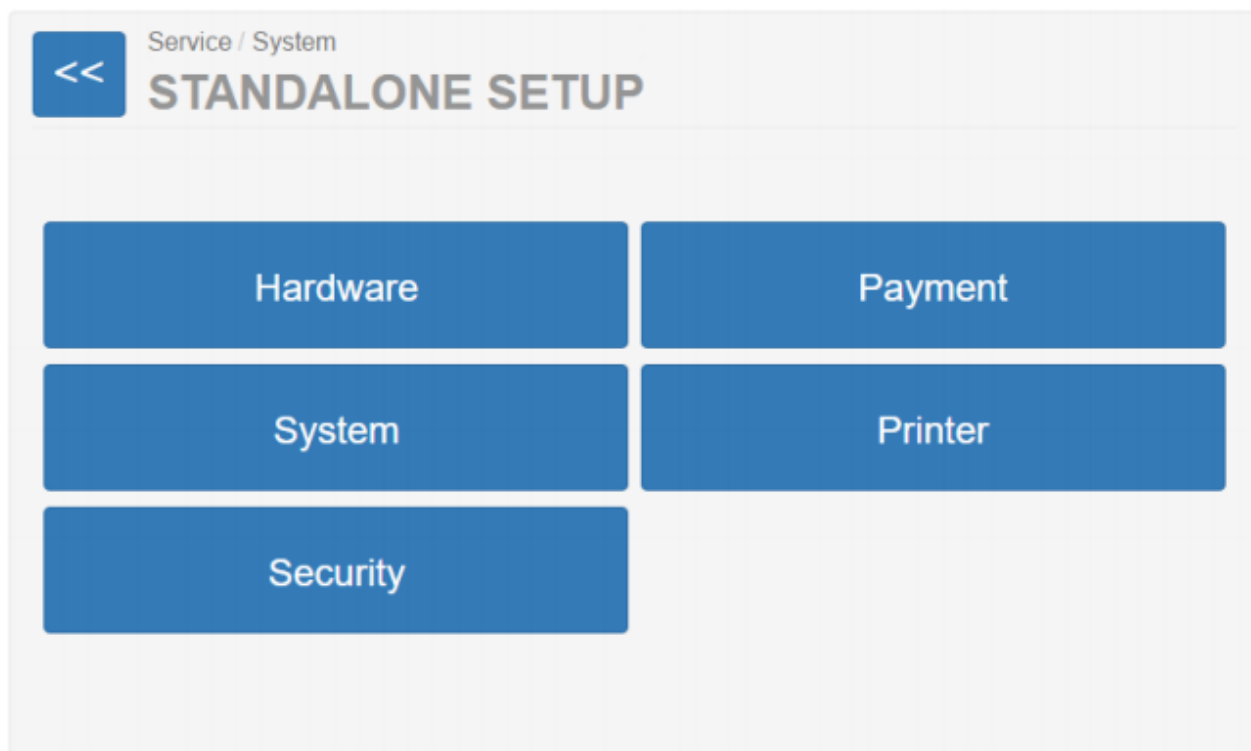 <<
Service / System
STANDALONE SETUP
Hardware
Payment
System
Printer
Security